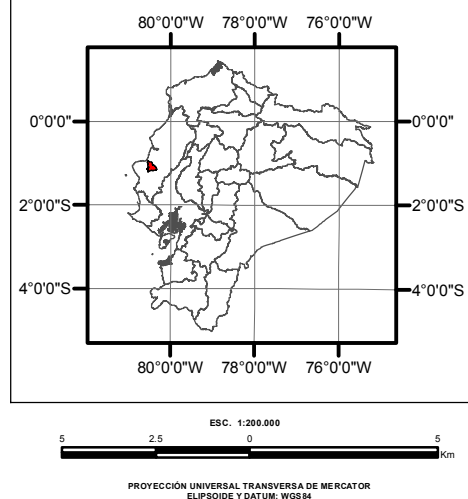 80°0'0"W 78°0'0"W 76°0'0"W
0°0'0" 0°0'0"
2°0'0"S 2°0'0"S
4°0'0"S 4°0'0"S
80°0'0"W 78°0'0"W 76°0'0"W
ESC. 1:200.000
5 2.5 0 5
Km
PROYECCIÓN UNIVERSAL TRANSVERSA DE MERCATOR
ELIPSOIDE Y DATUM: WGS84